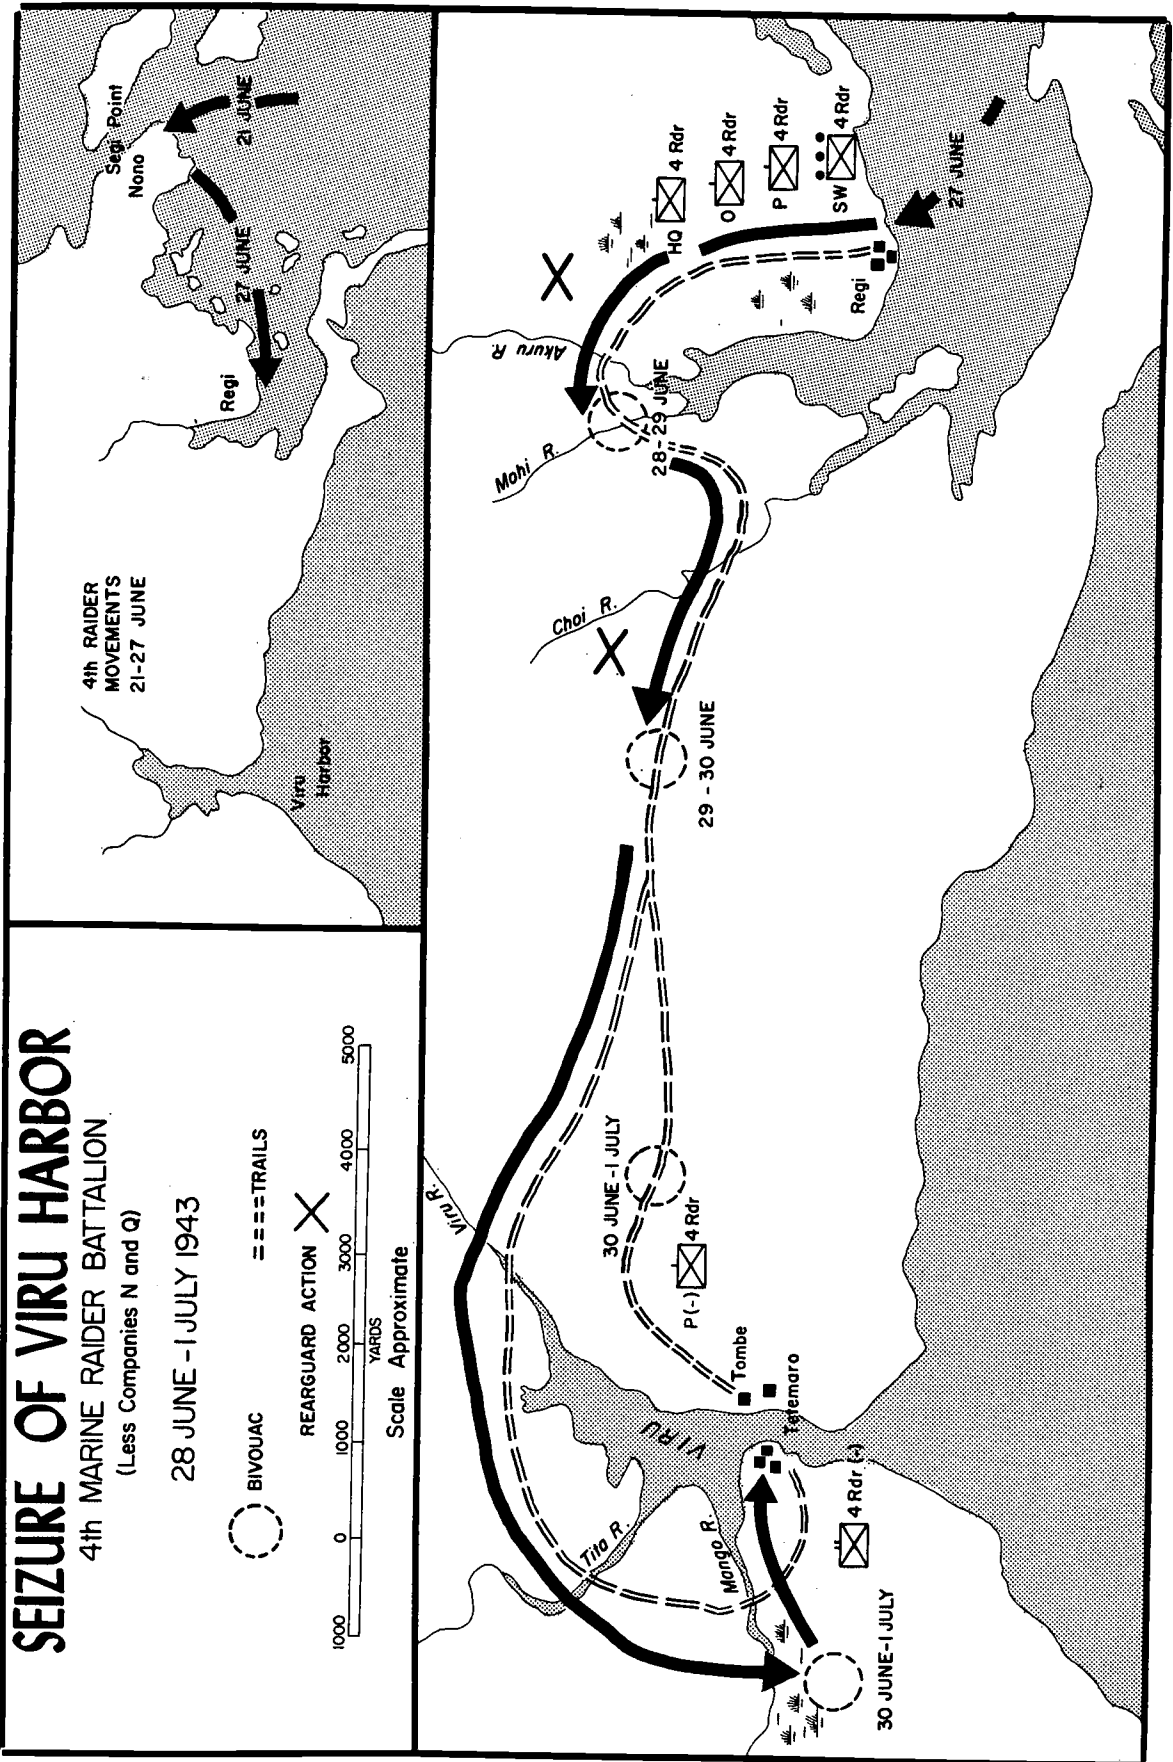 SEIZURE OF VIRU HARBOR
4th MARINE RAIDER BATTALION
(Less Companies N and Q)
28 JUNE - 1 JULY 1943
BIVOUAC
====TRAILS
REARGUARD ACTION
1000 0 1000 2000 3000 4000 5000
YARDS
Scale Approximate
4th RAIDER
MOVEMENTS
21-27 JUNE
Viru
Harbor
Regi
27 JUNE
Nono
Segi Point
21 JUNE
Viru R.
Tita R.
Mango R.
VIRU
30 JUNE-1 JULY
4 Rdr (-)
Tetemaro
Tombe
P(-)
4 Rdr
30 JUNE - 1 JULY
29 - 30 JUNE
Choi R.
Mohi R.
28 - 29 JUNE
Akuru R.
HQ
4 Rdr
O
4 Rdr
P
4 Rdr
SW
4 Rdr
Regi
27 JUNE